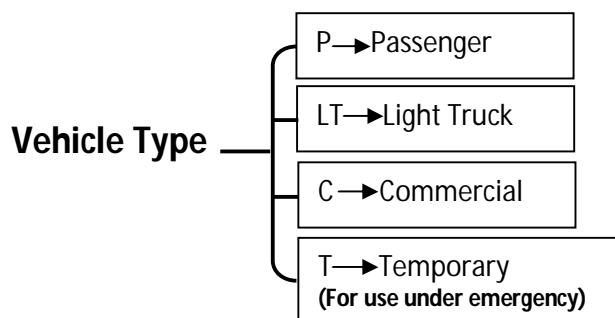 P→Passenger
LT→Light Truck
Vehicle Type
C→Commercial
T→Temporary
(For use under emergency)